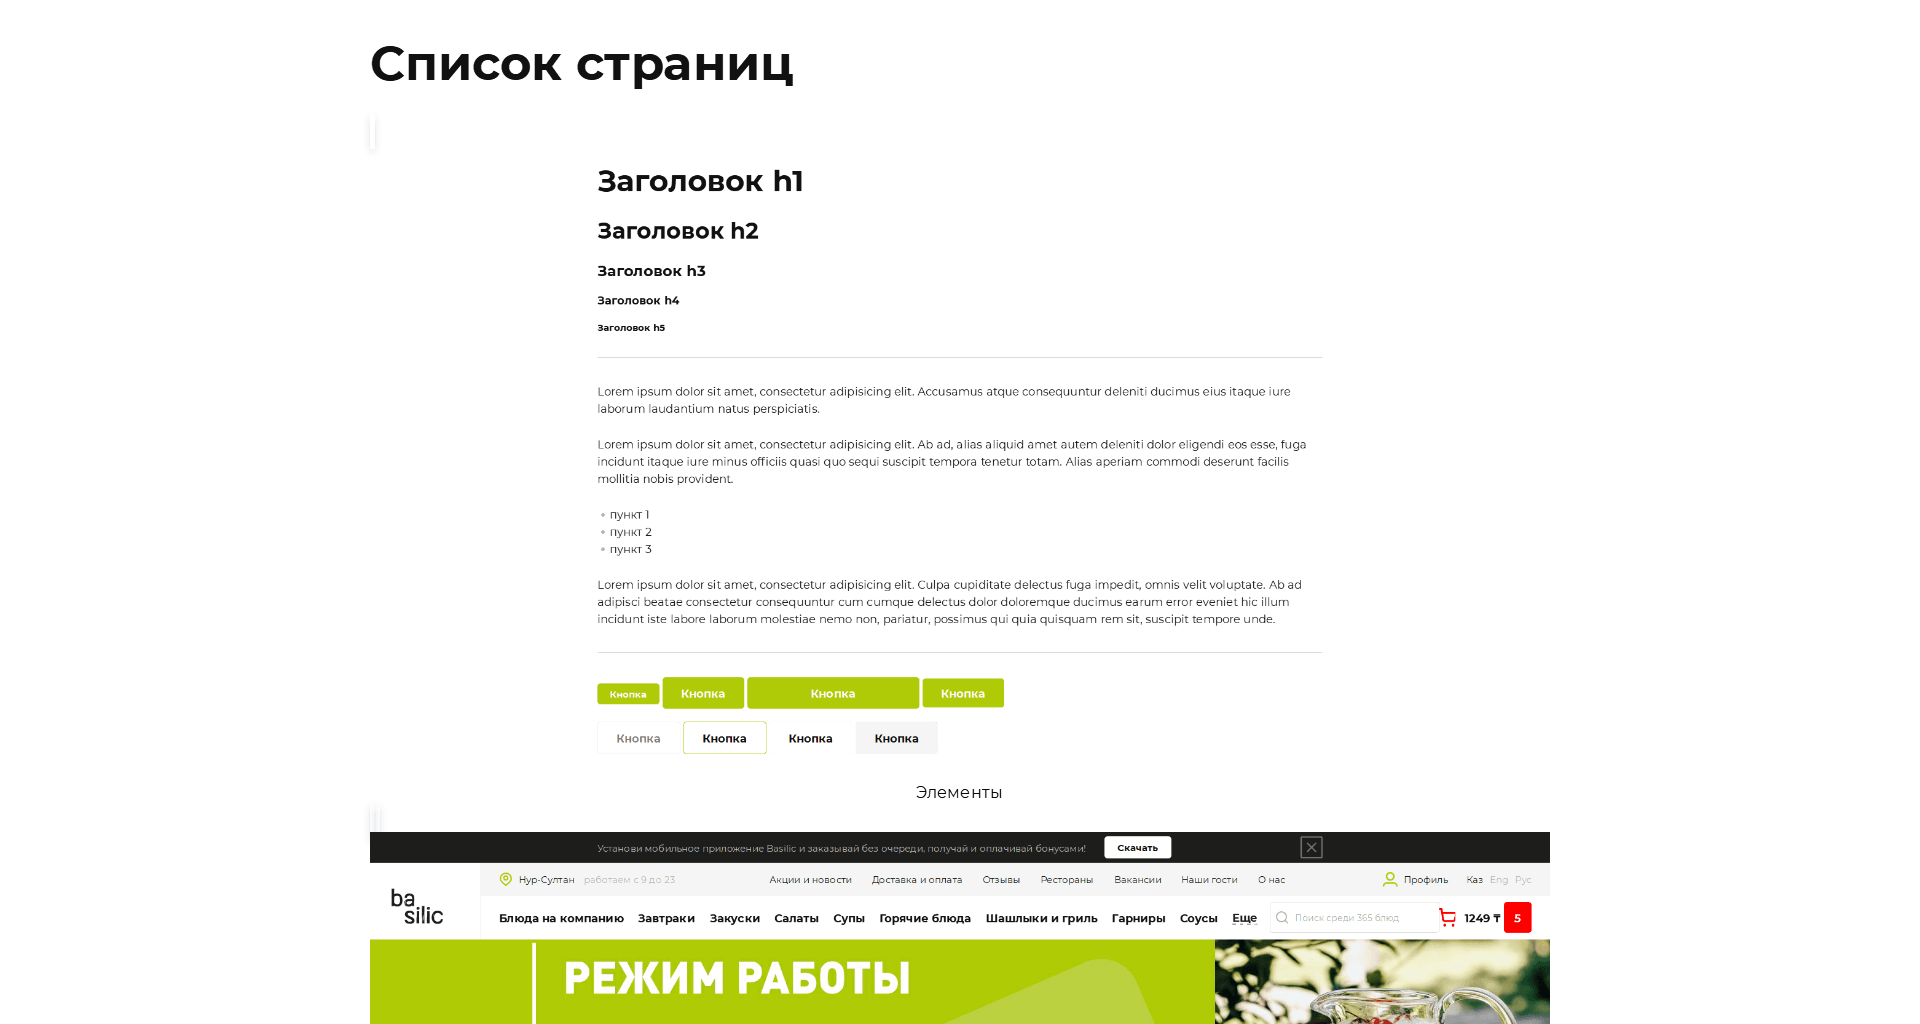 Список страниц
Заголовок h1
Заголовок h2
Заголовок h3
Заголовок h4
Заголовок h5
Lorem ipsum dolor sit amet, consectetur adipisicing elit. Accusamus atque consequuntur deleniti ducimus eius itaque iure
laborum laudantium natus perspiciatis.
Lorem ipsum dolor sit amet, consectetur adipisicing elit. Ab ad, alias aliquid amet autem deleniti dolor eligendi eos esse, fuga
incidunt itaque iure minus officiis quasi quo sequi suscipit tempora tenetur totam. Alias aperiam commodi deserunt facilis
mollitia nobis provident.
пункт 1
пункт 2
пункт 3
Lorem ipsum dolor sit amet, consectetur adipisicing elit. Culpa cupiditate delectus fuga impedit, omnis velit voluptate. Ab ad
adipisci beatae consectetur consequuntur cum cumque delectus dolor doloremque ducimus earum error eveniet hic illum
incidunt iste labore laborum molestiae nemo non, pariatur, possimus qui quia quisquam rem sit, suscipit tempore unde.
Кнопка Кнопка Кнопка Кнопка
Кнопка Кнопка Кнопка Кнопка
Элементы
Установи мобильное приложение Basilic и заказывай без очереди, получай и оплачивай бонусами! Скачать
Нур-Султан работаем с 9 до 23 Акции и новости Доставка и оплата Отзывы Рестораны Вакансии Наши гости О нас Профиль Каз Eng Рус
ba
silic
Блюда на компанию Завтраки Закуски Салаты Супы Горячие блюда Шашлыки и гриль Гарниры Соусы Еще Поиск среди 365 блюд 1249 ₸ 5
РЕЖИМ РАБОТЫ